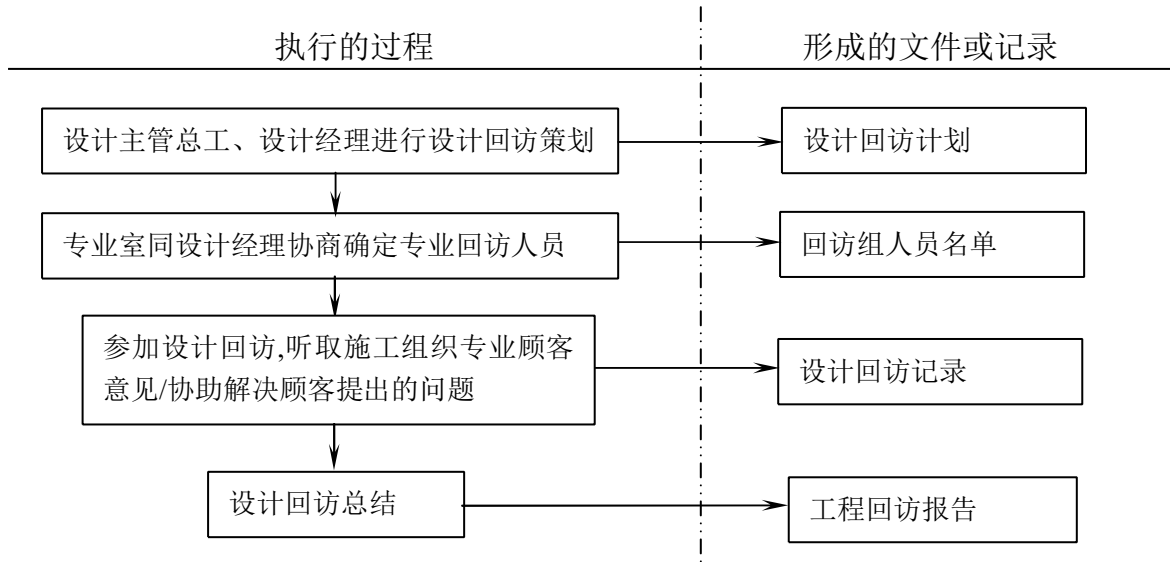 执行的过程
形成的文件或记录
设计主管总工、设计经理进行设计回访策划
设计回访计划
专业室同设计经理协商确定专业回访人员
回访组人员名单
参加设计回访,听取施工组织专业顾客
意见/协助解决顾客提出的问题
设计回访记录
设计回访总结
工程回访报告